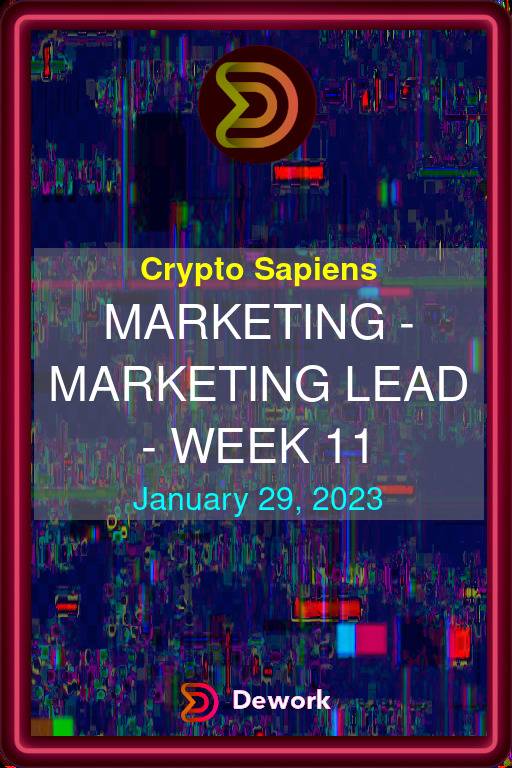 Crypto Sapiens
MARKETING -
MARKETING LEAD
- WEEK 11
January 29, 2023
Dework